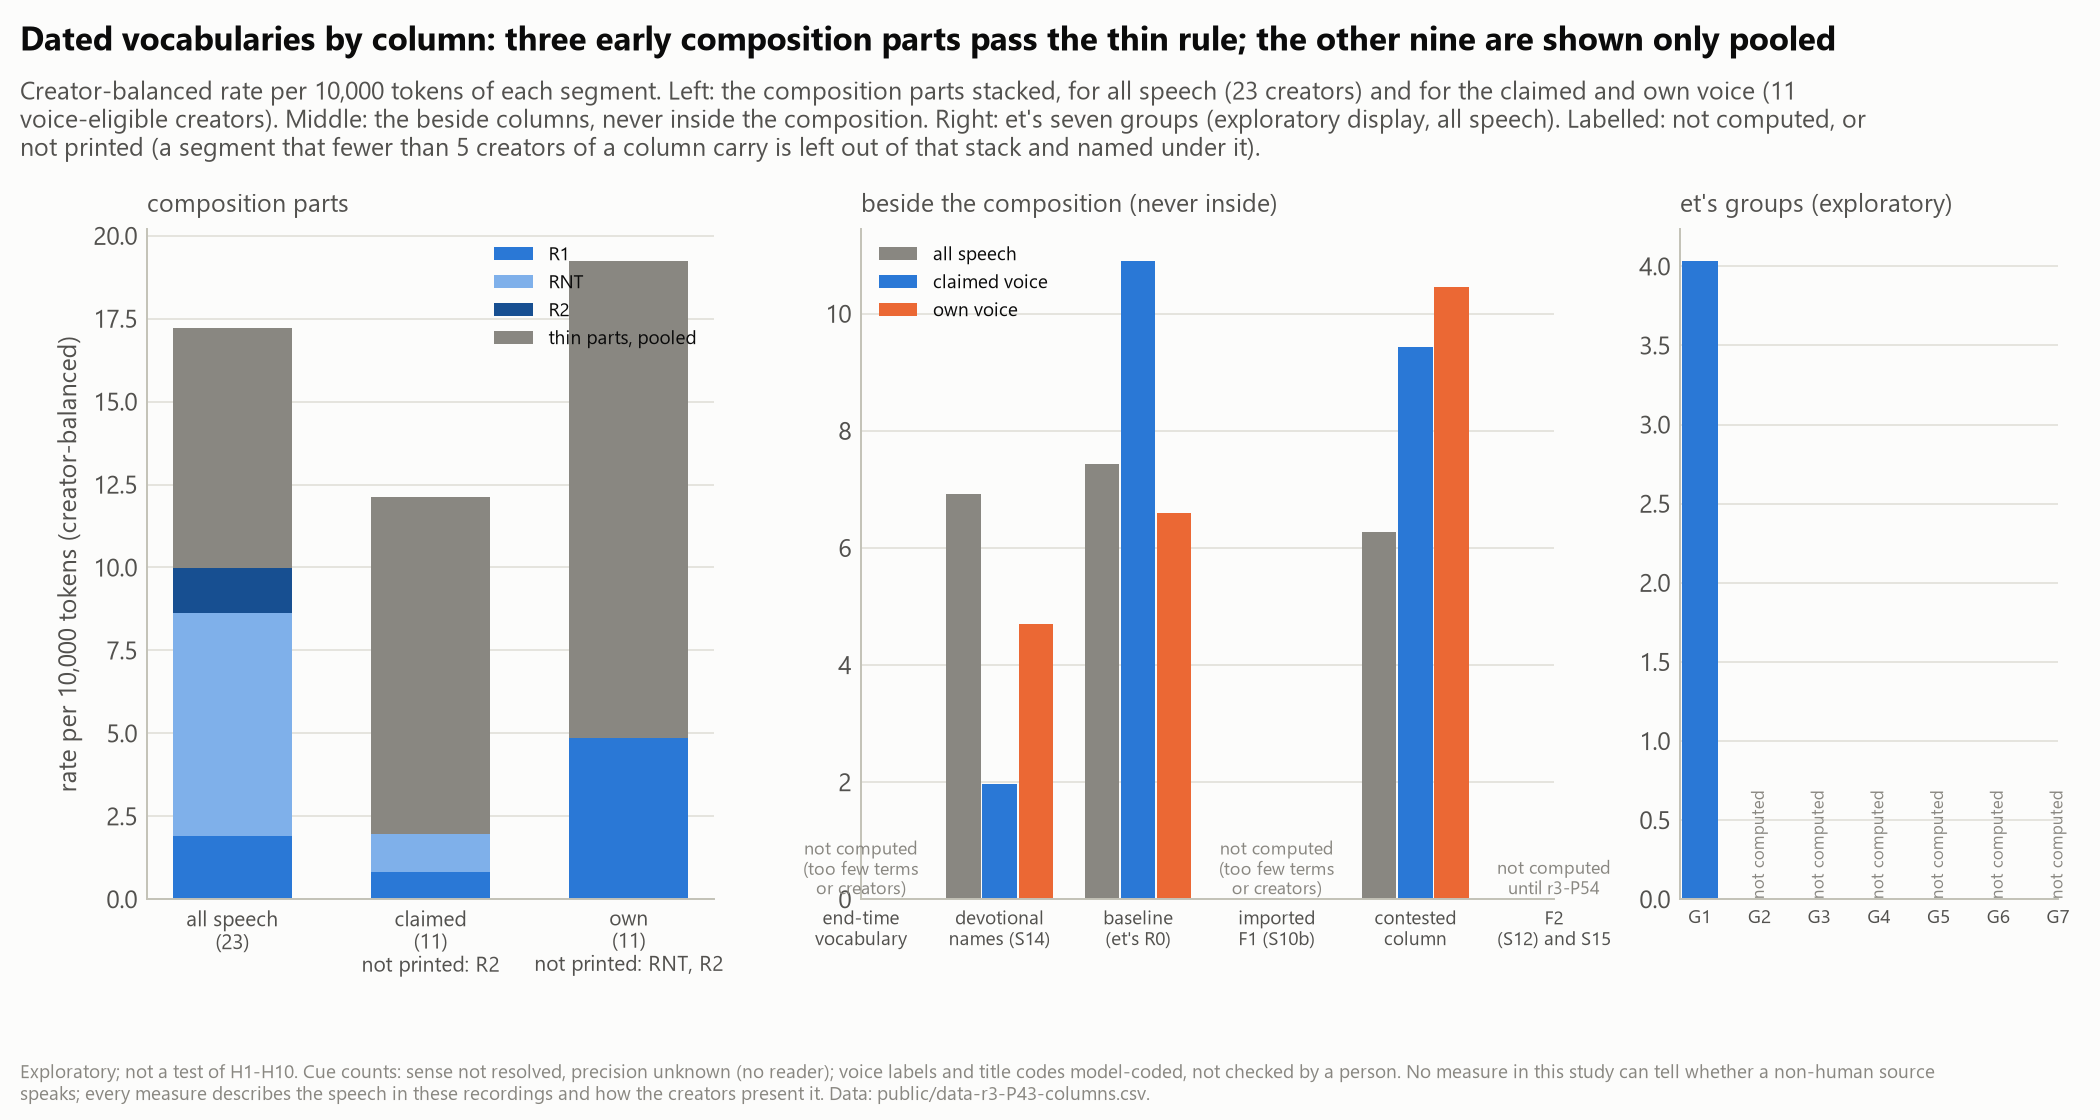 Dated vocabularies by column: three early composition parts pass the thin rule; the other nine are shown only pooled
Creator-balanced rate per 10,000 tokens of each segment. Left: the composition parts stacked, for all speech (23 creators) and for the claimed and own voice (11
voice-eligible creators). Middle: the beside columns, never inside the composition. Right: et's seven groups (exploratory display, all speech). Labelled: not computed, or
not printed (a segment that fewer than 5 creators of a column carry is left out of that stack and named under it).
composition parts
rate per 10,000 tokens (creator-balanced)
20.0
17.5
15.0
12.5
10.0
7.5
5.0
2.5
0.0
R1
RNT
R2
thin parts, pooled
all speech
(23)
claimed
(11)
not printed: R2
own
(11)
not printed: RNT, R2
beside the composition (never inside)
all speech
claimed voice
own voice
10
8
6
4
2
0
not computed
(too few terms
or creators)
not computed
(too few terms
or creators)
not computed
until r3-P54
end-time
vocabulary
devotional
names (S14)
baseline
(et's R0)
imported
F1 (S10b)
contested
column
F2
(S12) and S15
et's groups (exploratory)
4.0
3.5
3.0
2.5
2.0
1.5
1.0
0.5
0.0
not computed
not computed
not computed
not computed
not computed
not computed
G1
G2
G3
G4
G5
G6
G7
Exploratory; not a test of H1-H10. Cue counts: sense not resolved, precision unknown (no reader); voice labels and title codes model-coded, not checked by a person. No measure in this study can tell whether a non-human source
speaks; every measure describes the speech in these recordings and how the creators present it. Data: public/data-r3-P43-columns.csv.